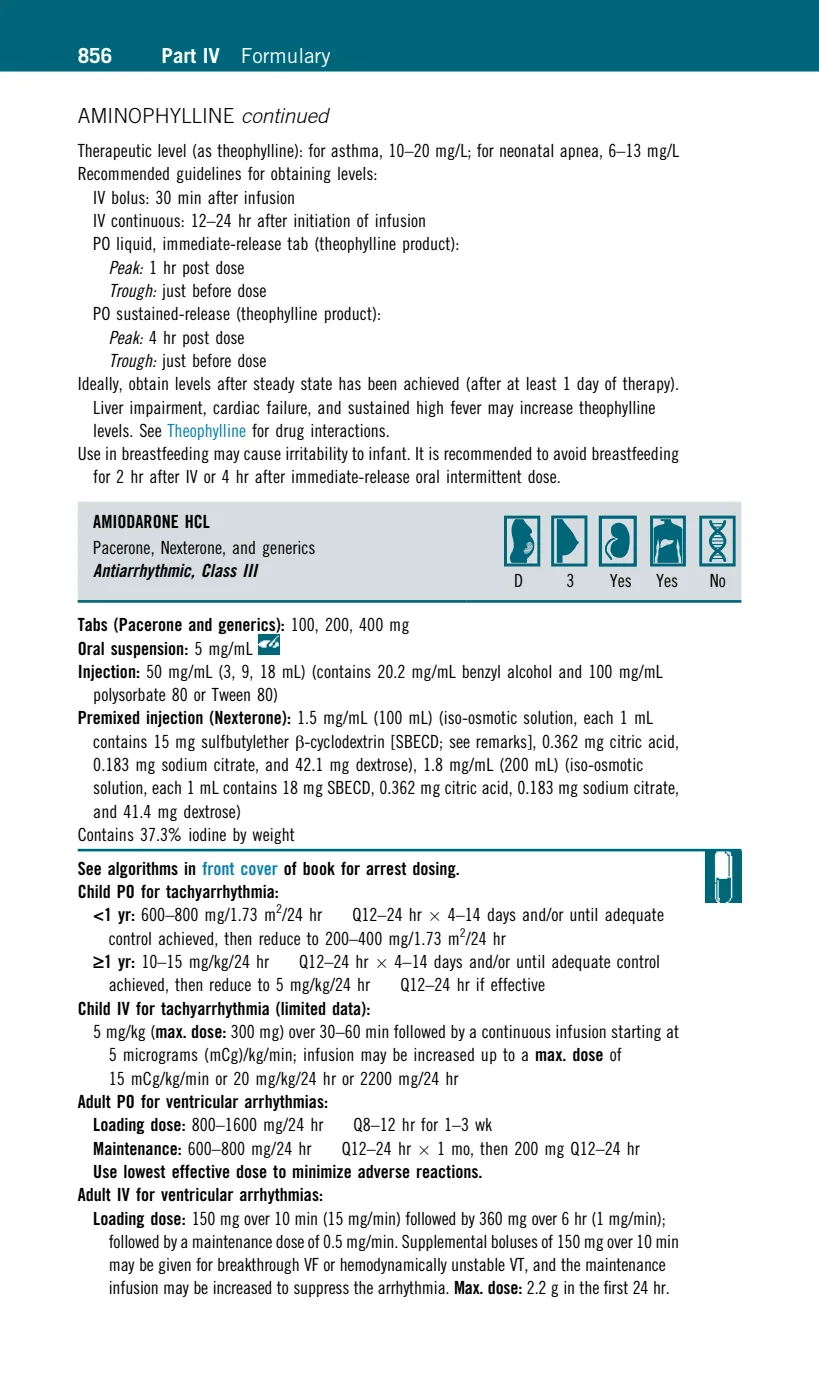 856 Part IV Formulary
AMINOPHYLLINE continued
Therapeutic level (as theophylline): for asthma, 10–20 mg/L; for neonatal apnea, 6–13 mg/L
Recommended guidelines for obtaining levels:
IV bolus: 30 min after infusion
IV continuous: 12–24 hr after initiation of infusion
PO liquid, immediate-release tab (theophylline product):
Peak: 1 hr post dose
Trough: just before dose
PO sustained-release (theophylline product):
Peak: 4 hr post dose
Trough: just before dose
Ideally, obtain levels after steady state has been achieved (after at least 1 day of therapy).
Liver impairment, cardiac failure, and sustained high fever may increase theophylline
levels. See Theophylline for drug interactions.
Use in breastfeeding may cause irritability to infant. It is recommended to avoid breastfeeding
for 2 hr after IV or 4 hr after immediate-release oral intermittent dose.
AMIODARONE HCL
Pacerone, Nexterone, and generics
Antiarrhythmic, Class III
D 3 Yes Yes No
Tabs (Pacerone and generics): 100, 200, 400 mg
Oral suspension: 5 mg/mL
Injection: 50 mg/mL (3, 9, 18 mL) (contains 20.2 mg/mL benzyl alcohol and 100 mg/mL
polysorbate 80 or Tween 80)
Premixed injection (Nexterone): 1.5 mg/mL (100 mL) (iso-osmotic solution, each 1 mL
contains 15 mg sulfbutylether β-cyclodextrin [SBECD; see remarks], 0.362 mg citric acid,
0.183 mg sodium citrate, and 42.1 mg dextrose), 1.8 mg/mL (200 mL) (iso-osmotic
solution, each 1 mL contains 18 mg SBECD, 0.362 mg citric acid, 0.183 mg sodium citrate,
and 41.4 mg dextrose)
Contains 37.3% iodine by weight
See algorithms in front cover of book for arrest dosing.
Child PO for tachyarrhythmia:
<1 yr: 600–800 mg/1.73 m²/24 hr Q12–24 hr × 4–14 days and/or until adequate
control achieved, then reduce to 200–400 mg/1.73 m²/24 hr
≥1 yr: 10–15 mg/kg/24 hr Q12–24 hr × 4–14 days and/or until adequate control
achieved, then reduce to 5 mg/kg/24 hr Q12–24 hr if effective
Child IV for tachyarrhythmia (limited data):
5 mg/kg (max. dose: 300 mg) over 30–60 min followed by a continuous infusion starting at
5 micrograms (mCg)/kg/min; infusion may be increased up to a max. dose of
15 mCg/kg/min or 20 mg/kg/24 hr or 2200 mg/24 hr
Adult PO for ventricular arrhythmias:
Loading dose: 800–1600 mg/24 hr Q8–12 hr for 1–3 wk
Maintenance: 600–800 mg/24 hr Q12–24 hr × 1 mo, then 200 mg Q12–24 hr
Use lowest effective dose to minimize adverse reactions.
Adult IV for ventricular arrhythmias:
Loading dose: 150 mg over 10 min (15 mg/min) followed by 360 mg over 6 hr (1 mg/min);
followed by a maintenance dose of 0.5 mg/min. Supplemental boluses of 150 mg over 10 min
may be given for breakthrough VF or hemodynamically unstable VT, and the maintenance
infusion may be increased to suppress the arrhythmia. Max. dose: 2.2 g in the first 24 hr.